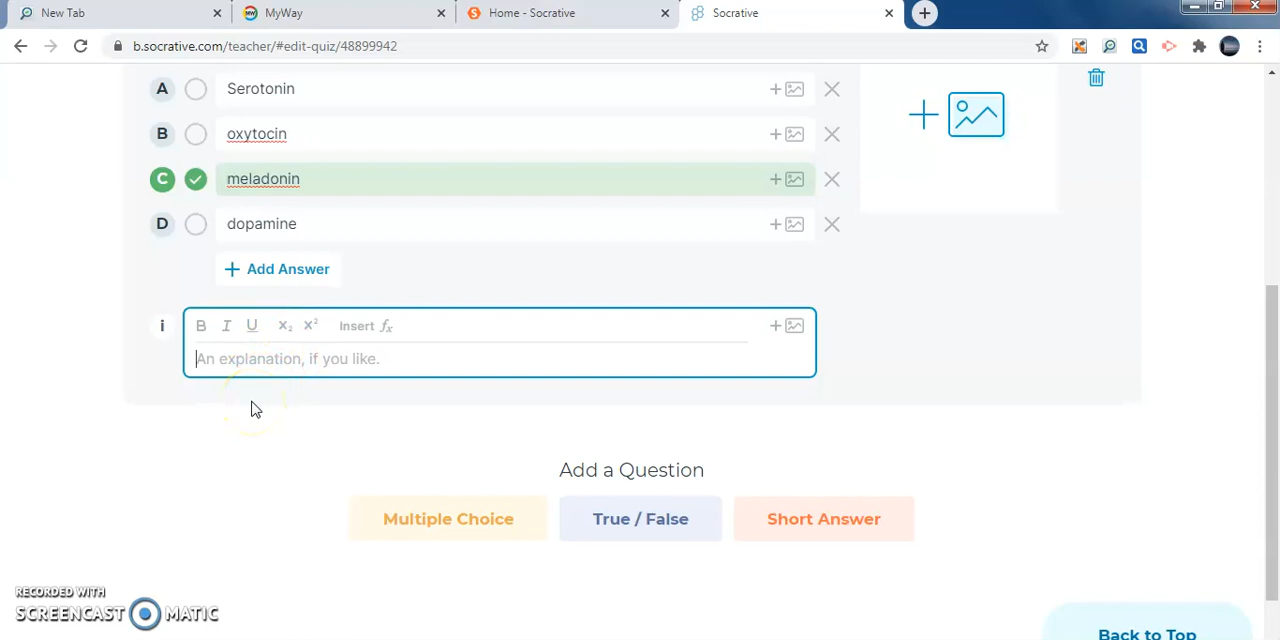 New Tab
MyWay
Home - Socrative
Socrative
b.socrative.com/teacher/#edit-quiz/48899942
A Serotonin
B oxytocin
C meladonin
D dopamine
+ Add Answer
i B I U X₂ X² Insert fx
An explanation, if you like.
Add a Question
Multiple Choice True / False Short Answer
RECORDED WITH
SCREENCAST MATIC
Back to Top